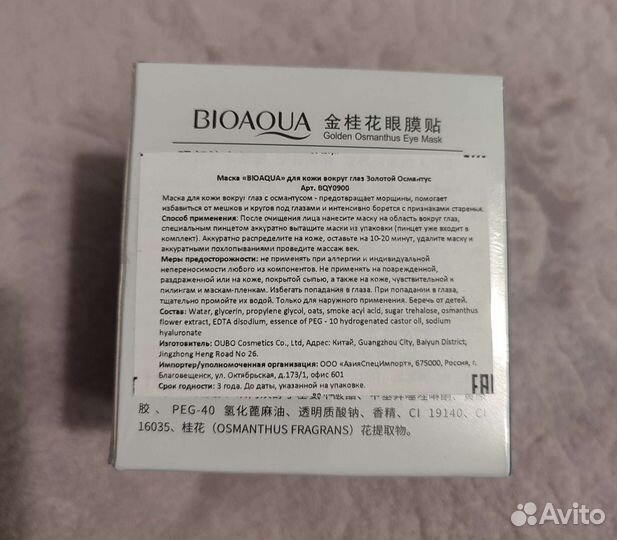 BIOAQUA 金桂花眼膜贴
Golden Osmanthus Eye Mask
Маска «BIOAQUA» для кожи вокруг глаз Золотой Османтус
Арт. BQY0900
Маска для кожи вокруг глаз с османтусом - предотвращает морщины, помогает
избавиться от мешков и кругов под глазами и интенсивно борется с признаками старенья.
Способ применения: После очищения лица нанесите маску на область вокруг глаз,
специальным пинцетом аккуратно вытащите маски из упаковки (пинцет уже входит в
комплект). Аккуратно распределите на коже, оставьте на 10-20 минут, удалите маску и
аккуратными похлопываниями проведите массаж век.
Меры предосторожности: не применять при аллергии и индивидуальной
непереносимости любого из компонентов. Не применять на поврежденной,
раздраженной или на коже, покрытой сыпью, а также на коже, чувствительной к
пилингам и маскам-пленкам. Избегать попадания в глаза. При попадании в глаза,
тщательно промойте их водой. Только для наружного применения. Беречь от детей.
Состав: Water, glycerin, propylene glycol, oats, smoke acyl acid, sugar trehalose, osmanthus
flower extract, EDTA disodium, essence of PEG - 10 hydrogenated castor oil, sodium
hyaluronate
Изготовитель: OUBO Cosmetics Co., Ltd, Адрес: Китай, Guangzhou City, Baiyun District,
Jingzhong Heng Road No 26.
Импортер/уполномоченная организация: ООО «АзияСпецИмпорт», 675000, Россия, г.
Благовещенск, ул. Октябрьская, д.173/1, офис 601
Срок годности: 3 года. До даты, указанной на упаковке.
EAC
胶、PEG-40 氢化蓖麻油、透明质酸钠、香精、CI 19140、CI
16035、桂花（OSMANTHUS FRAGRANS）花提取物。
Avito